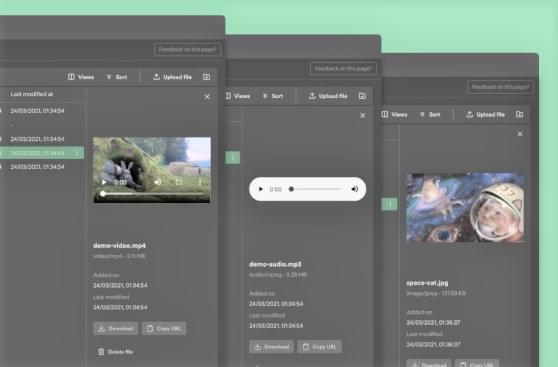 Feedback on this page?
Views
Sort
Upload file
Last modified at
24/03/2021, 01:34:54
-
24/03/2021, 01:34:54
24/03/2021, 01:34:54
24/03/2021, 01:34:54
0:00
demo-video.mp4
video/mp4 - 2.11 MB
Added on
24/03/2021, 01:34:54
Last modified
24/03/2021, 01:34:54
Download
Copy URL
Delete file
Feedback on this page?
Views
Sort
Upload file
0:00
demo-audio.mp3
audio/mpeg - 3.28 MB
Added on
24/03/2021, 01:34:54
Last modified
24/03/2021, 01:34:54
Download
Copy URL
Feedback on this page?
Views
Sort
Upload file
space-cat.jpg
image/jpeg - 137.59 KB
Added on
24/03/2021, 01:36:37
Last modified
24/03/2021, 01:36:37
Download
Copy URL